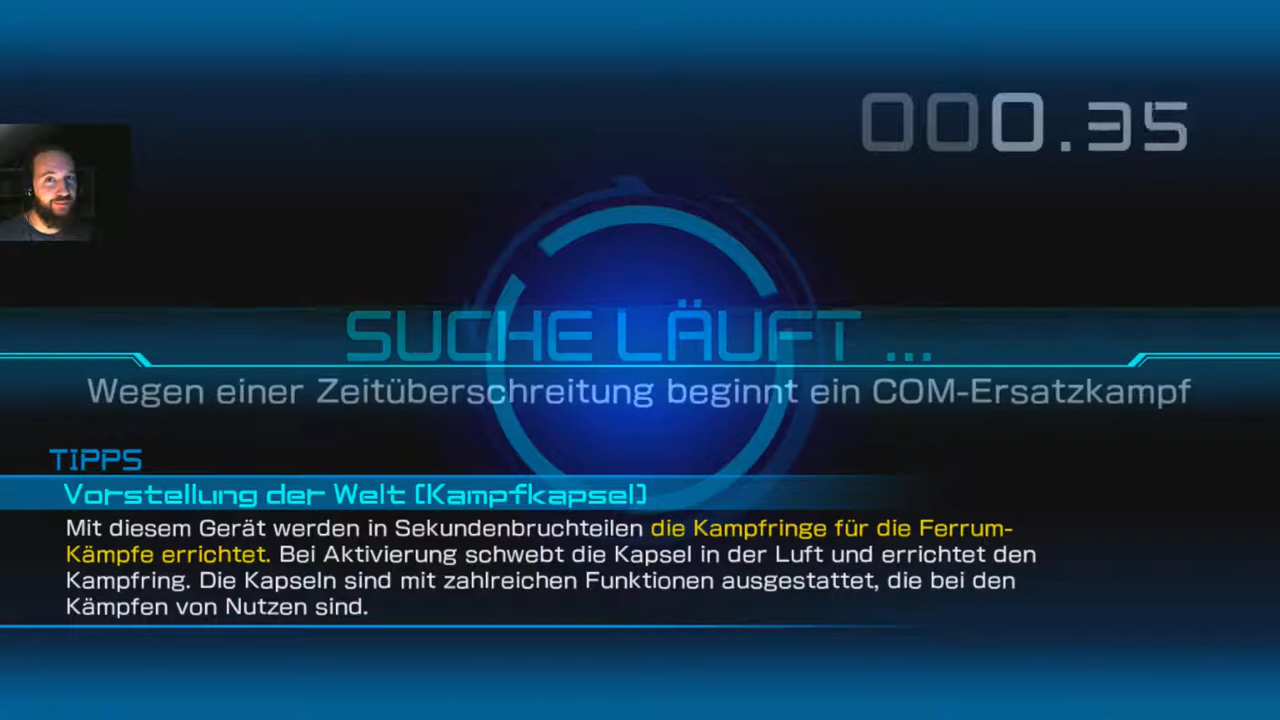 000.35
SUCHE LÄUFT ...
Wegen einer Zeitüberschreitung beginnt ein COM-Ersatzkampf
TIPPS
Vorstellung der Welt (Kampfkapsel)
Mit diesem Gerät werden in Sekundenbruchteilen die Kampfringe für die Ferrum-
Kämpfe errichtet. Bei Aktivierung schwebt die Kapsel in der Luft und errichtet den
Kampfring. Die Kapseln sind mit zahlreichen Funktionen ausgestattet, die bei den
Kämpfen von Nutzen sind.